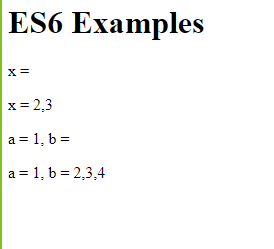 ES6 Examples
x =
x = 2,3
a = 1, b =
a = 1, b = 2,3,4